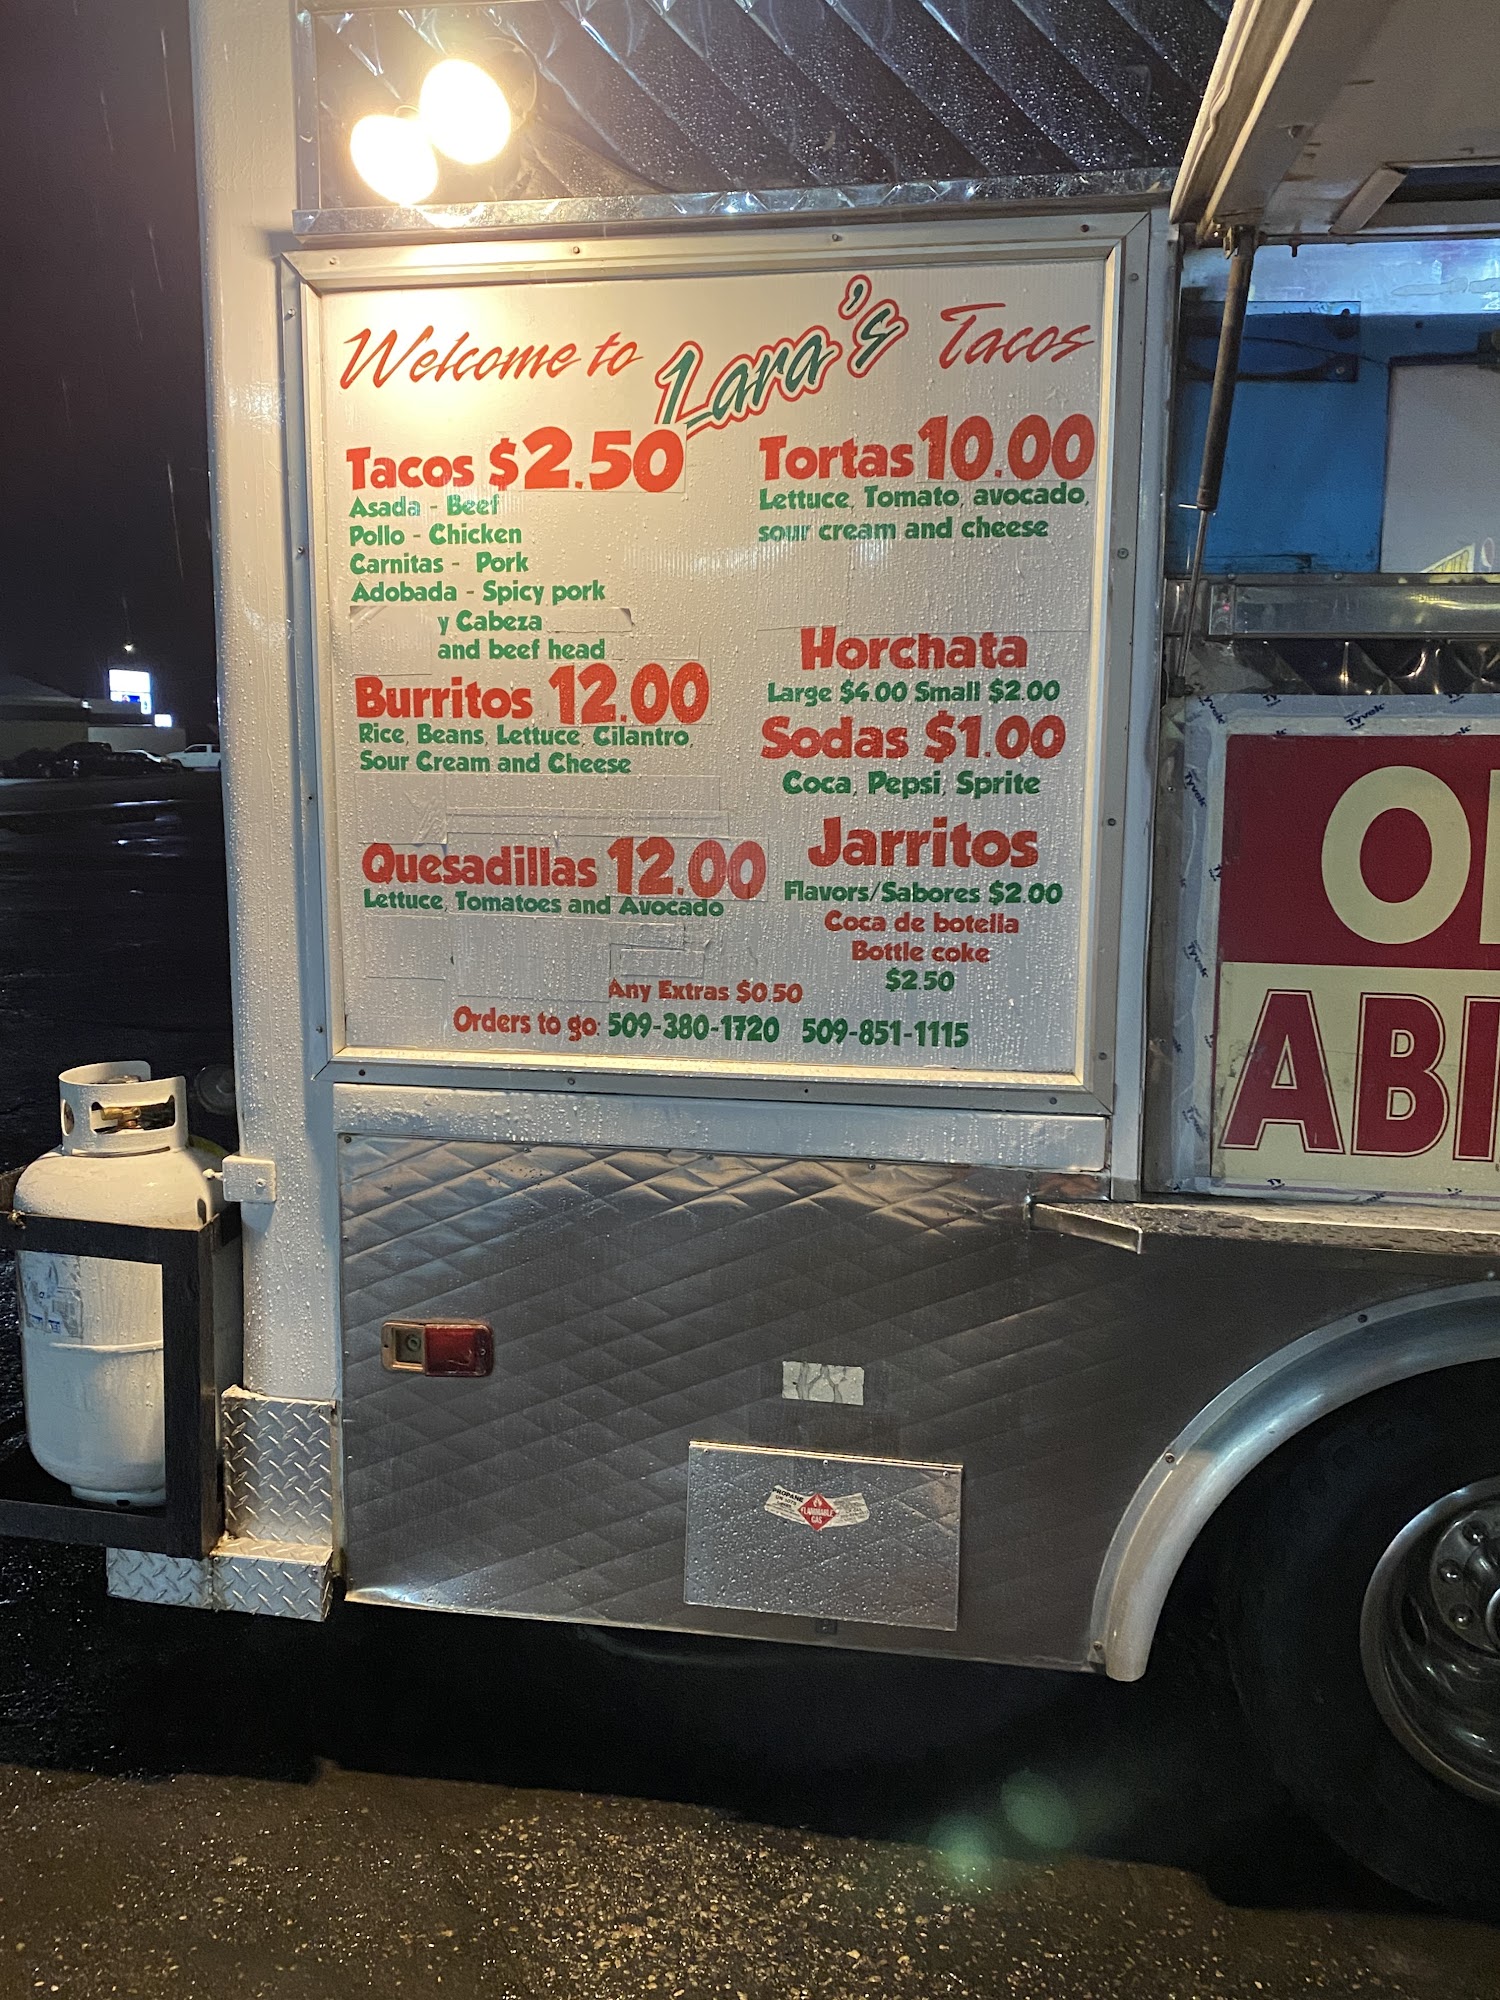 Welcome to Lara's Tacos
Tacos $2.50
Asada - Beef
Pollo - Chicken
Carnitas - Pork
Adobada - Spicy pork
y Cabeza
and beef head
Burritos 12.00
Rice, Beans, Lettuce, Cilantro,
Sour Cream and Cheese
Quesadillas 12.00
Lettuce, Tomatoes and Avocado
Tortas 10.00
Lettuce, Tomato, avocado,
sour cream and cheese
Horchata
Large $4.00 Small $2.00
Sodas $1.00
Coca, Pepsi, Sprite
Jarritos
Flavors/Sabores $2.00
Coca de botella
Bottle coke
$2.50
Any Extras $0.50
Orders to go: 509-380-1720 509-851-1115
O
ABI
Tyvek
PROPANE
FLAMMABLE
GAS